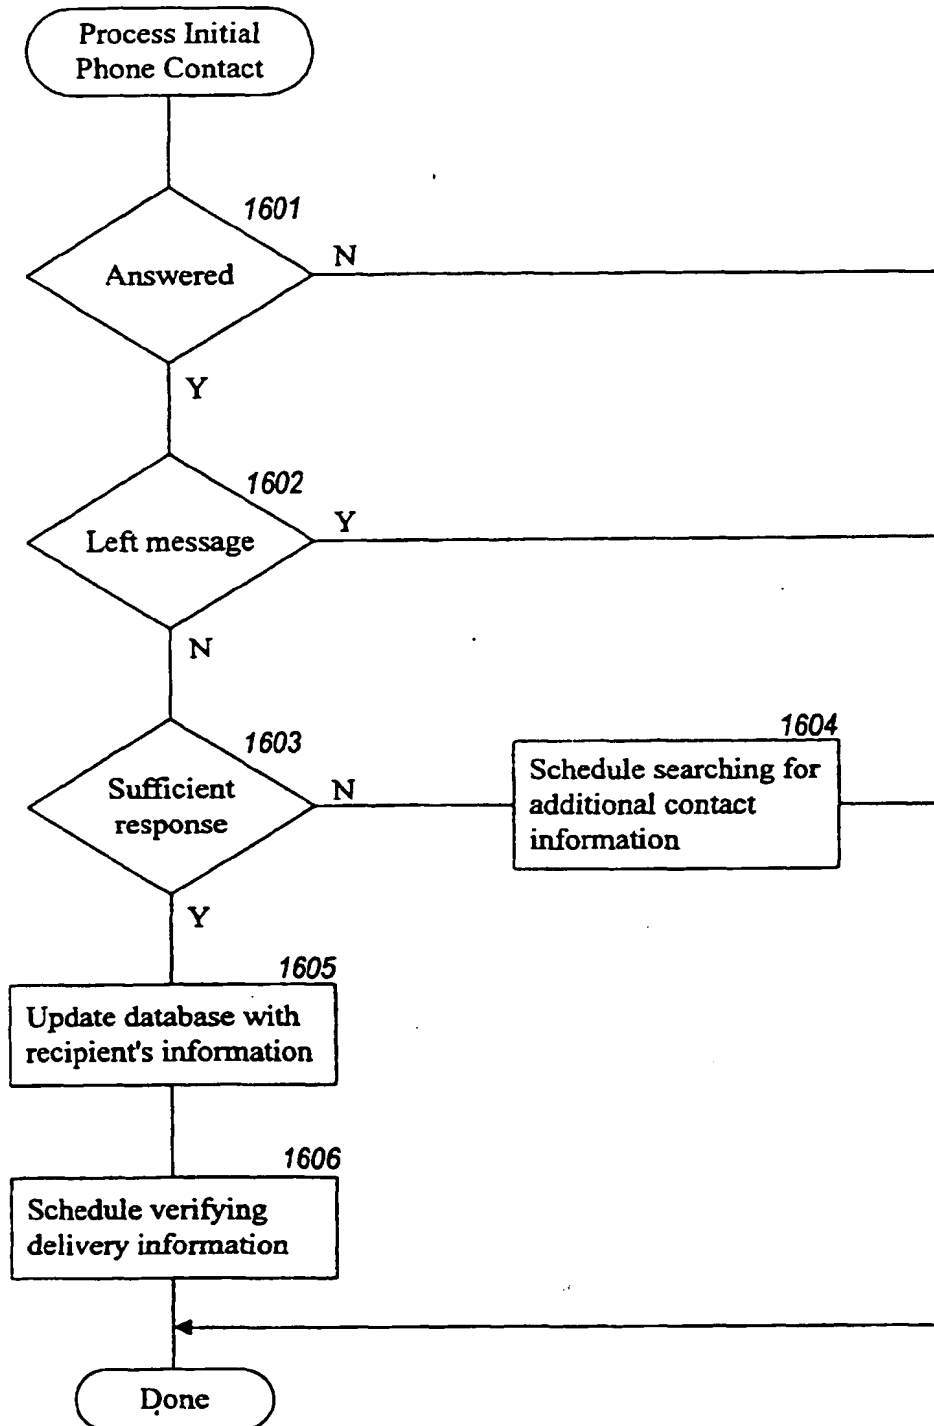 Process Initial
Phone Contact
1601
Answered
N
Y
1602
Left message
Y
N
1603
Sufficient
response
N
1604
Schedule searching for
additional contact
information
Y
1605
Update database with
recipient's information
1606
Schedule verifying
delivery information
Done